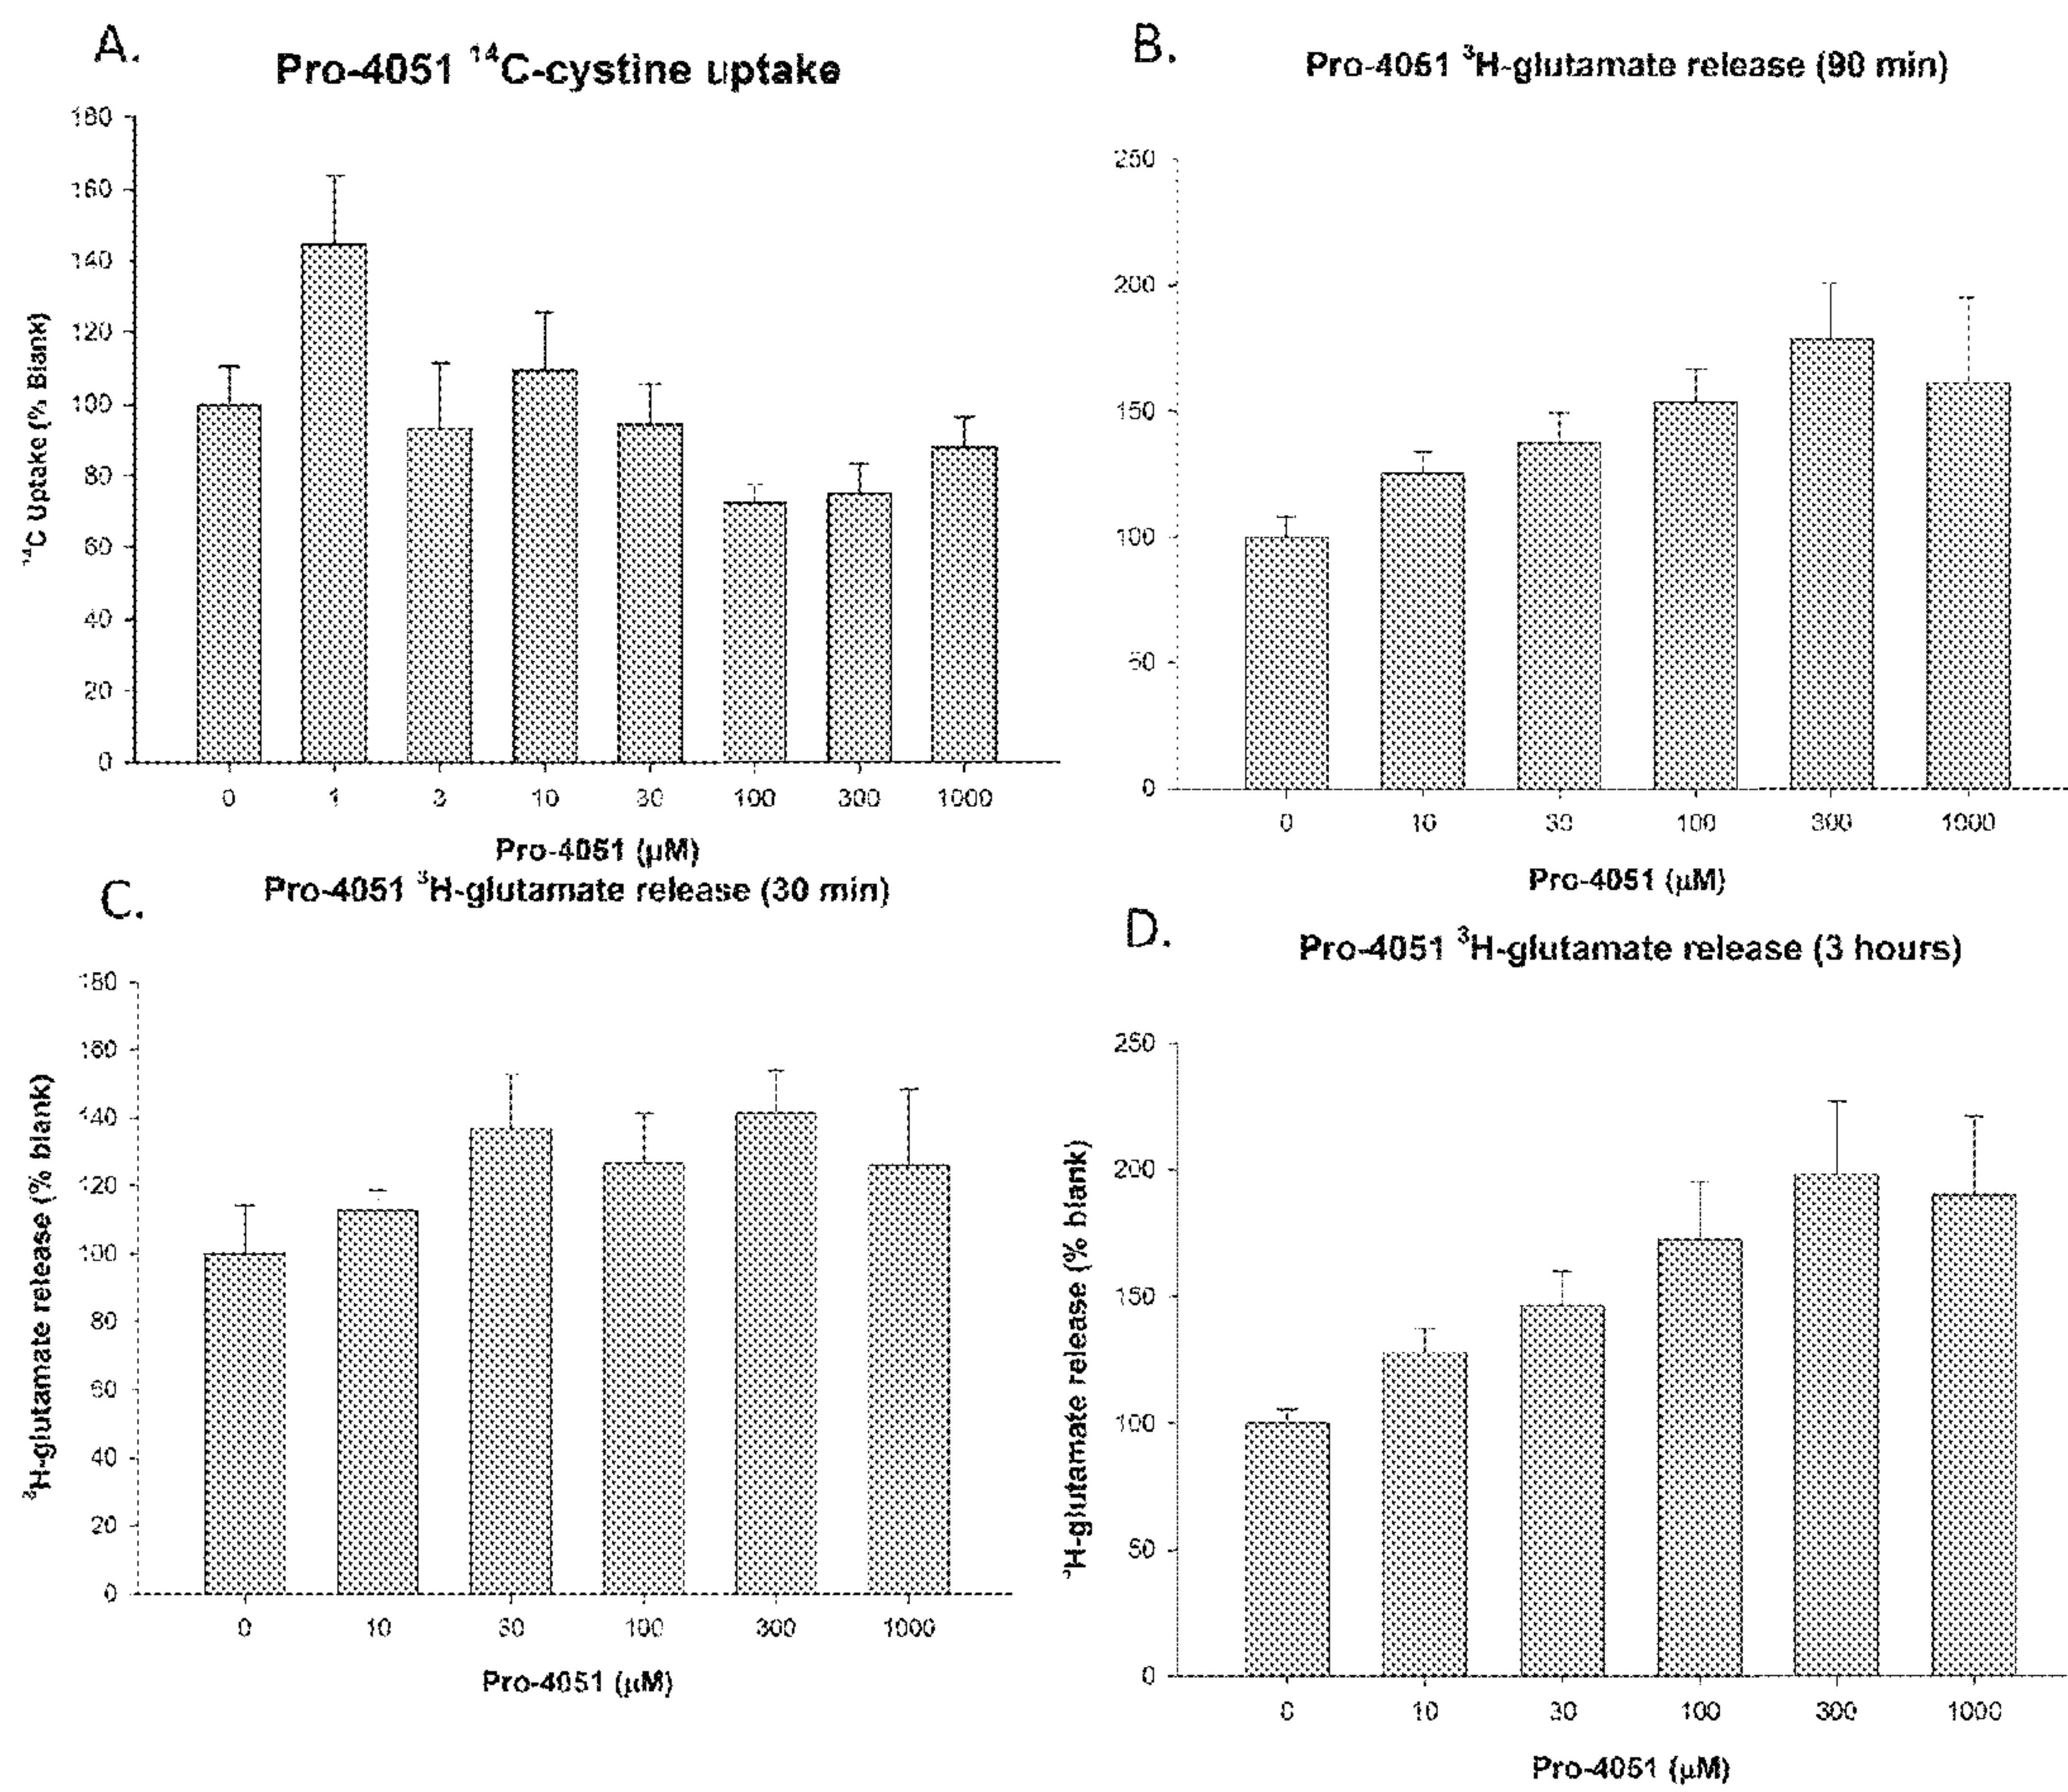 A.
Pro-4051 ¹⁴C-cystine uptake
180
160
140
120
100
80
60
40
20
0
¹⁴C Uptake (% Blank)
0 1 3 10 30 100 300 1000
Pro-4051 (µM)
B.
Pro-4051 ³H-glutamate release (90 min)
250
200
150
100
50
0
0 10 30 100 300 1000
Pro-4051 (µM)
C.
Pro-4051 ³H-glutamate release (30 min)
180
160
140
120
100
80
60
40
20
0
³H-glutamate release (% blank)
0 10 30 100 300 1000
Pro-4051 (µM)
D.
Pro-4051 ³H-glutamate release (3 hours)
250
200
150
100
50
0
³H-glutamate release (% blank)
0 10 30 100 300 1000
Pro-4051 (µM)